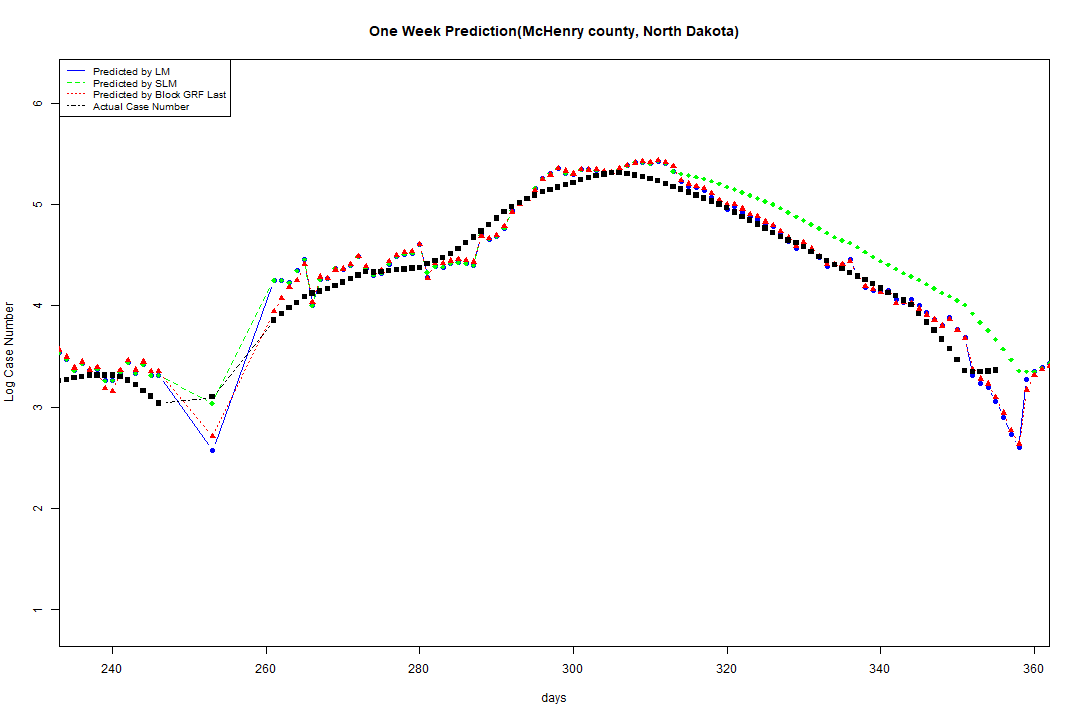 One Week Prediction(McHenry county, North Dakota)
Predicted by LM
Predicted by SLM
Predicted by Block GRF Last
Actual Case Number
6
5
4
3
2
1
Log Case Number
240 260 280 300 320 340 360
days